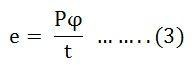 e = Pφ/t ........(3)